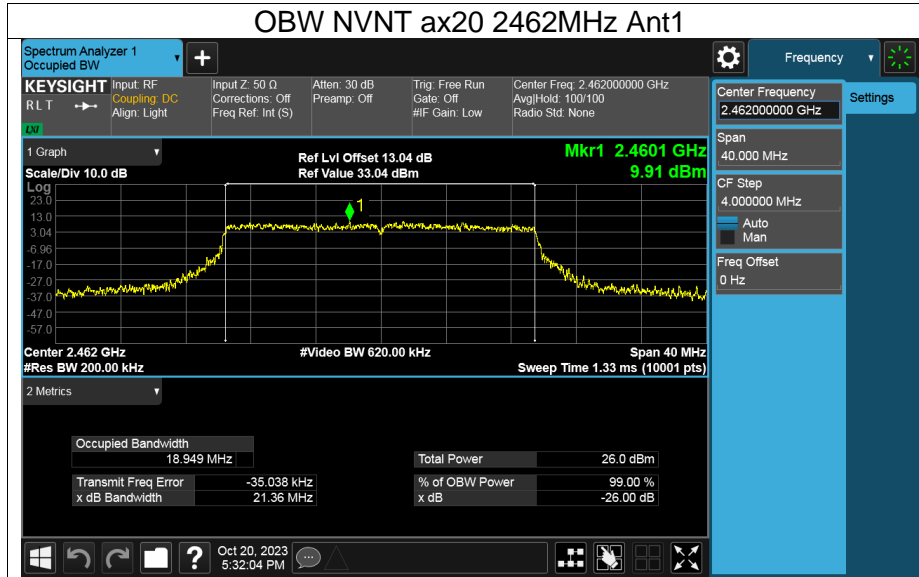 OBW NVNT ax20 2462MHz Ant1
Spectrum Analyzer 1
Occupied BW
Frequency
KEYSIGHT
RLT
LXI
Input: RF
Coupling: DC
Align: Light
Input Z: 50 Ω
Corrections: Off
Freq Ref: Int (S)
Atten: 30 dB
Preamp: Off
Trig: Free Run
Gate: Off
#IF Gain: Low
Center Freq: 2.462000000 GHz
Avg|Hold: 100/100
Radio Std: None
Center Frequency
2.462000000 GHz
Settings
Span
40.000 MHz
CF Step
4.000000 MHz
Auto
Man
Freq Offset
0 Hz
1 Graph
Scale/Div 10.0 dB
Ref Lvl Offset 13.04 dB
Ref Value 33.04 dBm
Mkr1 2.4601 GHz
9.91 dBm
Log
23.0
13.0
3.04
-6.96
-17.0
-27.0
-37.0
-47.0
-57.0
1
Center 2.462 GHz
#Res BW 200.00 kHz
#Video BW 620.00 kHz
Span 40 MHz
Sweep Time 1.33 ms (10001 pts)
2 Metrics
Occupied Bandwidth
18.949 MHz
Total Power 26.0 dBm
Transmit Freq Error -35.038 kHz
% of OBW Power 99.00 %
x dB Bandwidth 21.36 MHz
x dB -26.00 dB
?
Oct 20, 2023
5:32:04 PM